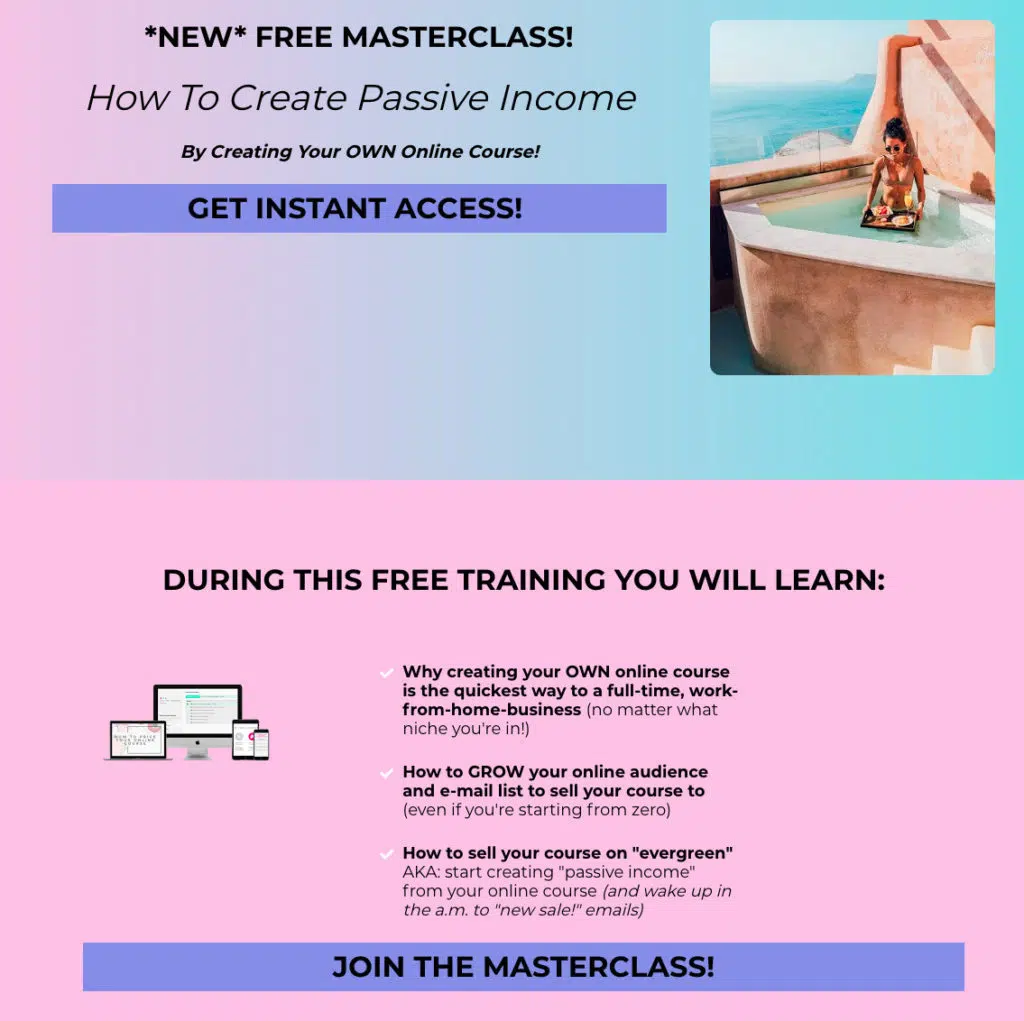 *NEW* FREE MASTERCLASS!
How To Create Passive Income
By Creating Your OWN Online Course!
GET INSTANT ACCESS!
DURING THIS FREE TRAINING YOU WILL LEARN:
HOW TO PRICE
YOUR ONLINE
COURSE
Why creating your OWN online course
is the quickest way to a full-time, work-
from-home-business (no matter what
niche you're in!)
How to GROW your online audience
and e-mail list to sell your course to
(even if you're starting from zero)
How to sell your course on "evergreen"
AKA: start creating "passive income"
from your online course (and wake up in
the a.m. to "new sale!" emails)
JOIN THE MASTERCLASS!